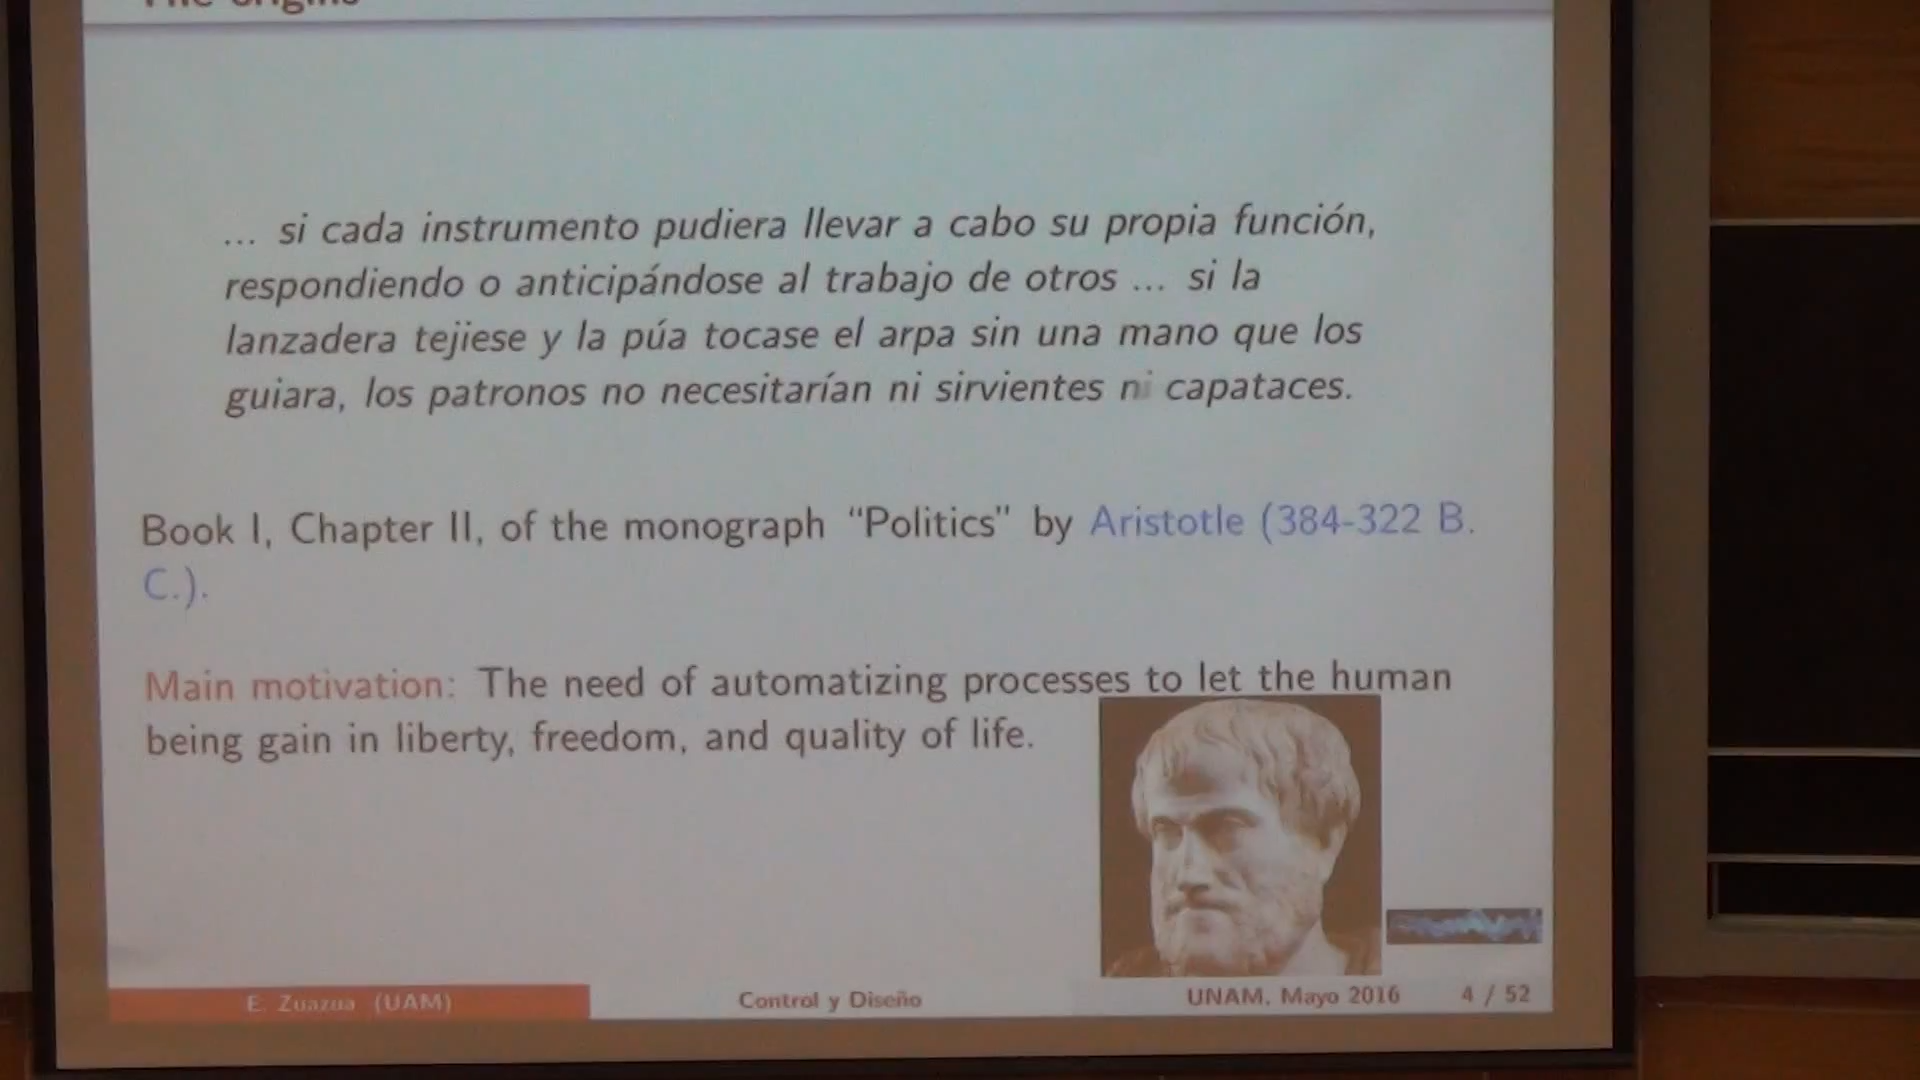 The origins
... si cada instrumento pudiera llevar a cabo su propia función,
respondiendo o anticipándose al trabajo de otros ... si la
lanzadera tejiese y la púa tocase el arpa sin una mano que los
guiara, los patronos no necesitarían ni sirvientes ni capataces.
Book I, Chapter II, of the monograph “Politics” by Aristotle (384-322 B.
C.).
Main motivation: The need of automatizing processes to let the human
being gain in liberty, freedom, and quality of life.
E. Zuazua (UAM) Control y Diseño UNAM, Mayo 2016 4 / 52